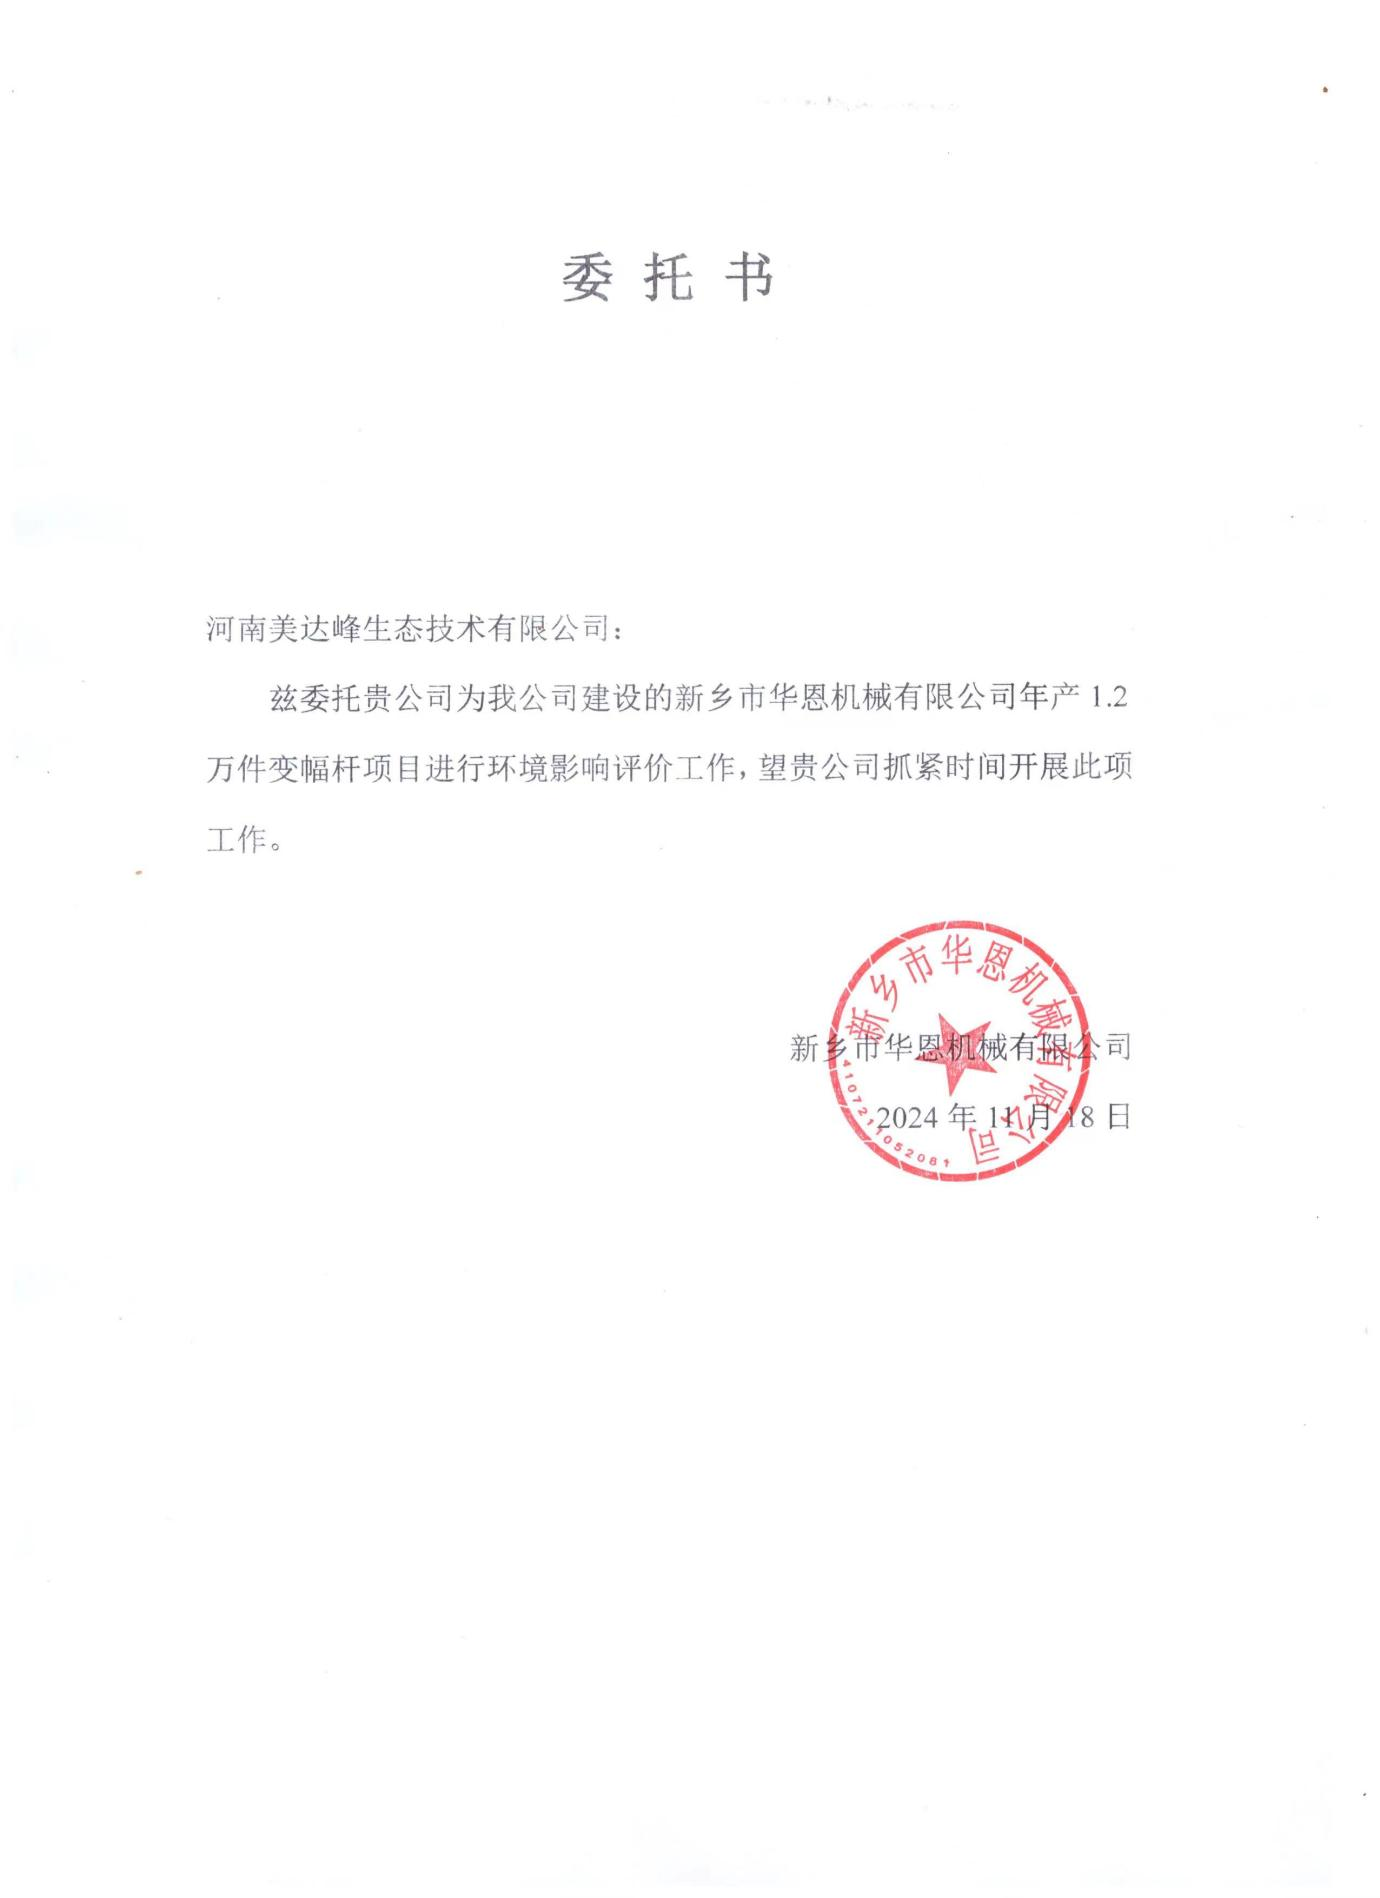 委托书
河南美达峰生态技术有限公司：
兹委托贵公司为我公司建设的新乡市华恩机械有限公司年产 1.2
万件变幅杆项目进行环境影响评价工作，望贵公司抓紧时间开展此项
工作。
新乡市华恩机械有限公司
2024 年 11 月 18 日
新乡市华恩机械有限公司
4107211052081